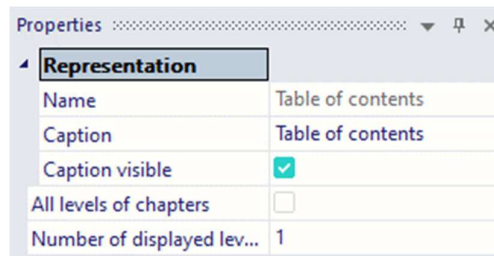 Properties
Representation
Name Table of contents
Caption Table of contents
Caption visible
All levels of chapters
Number of displayed lev... 1